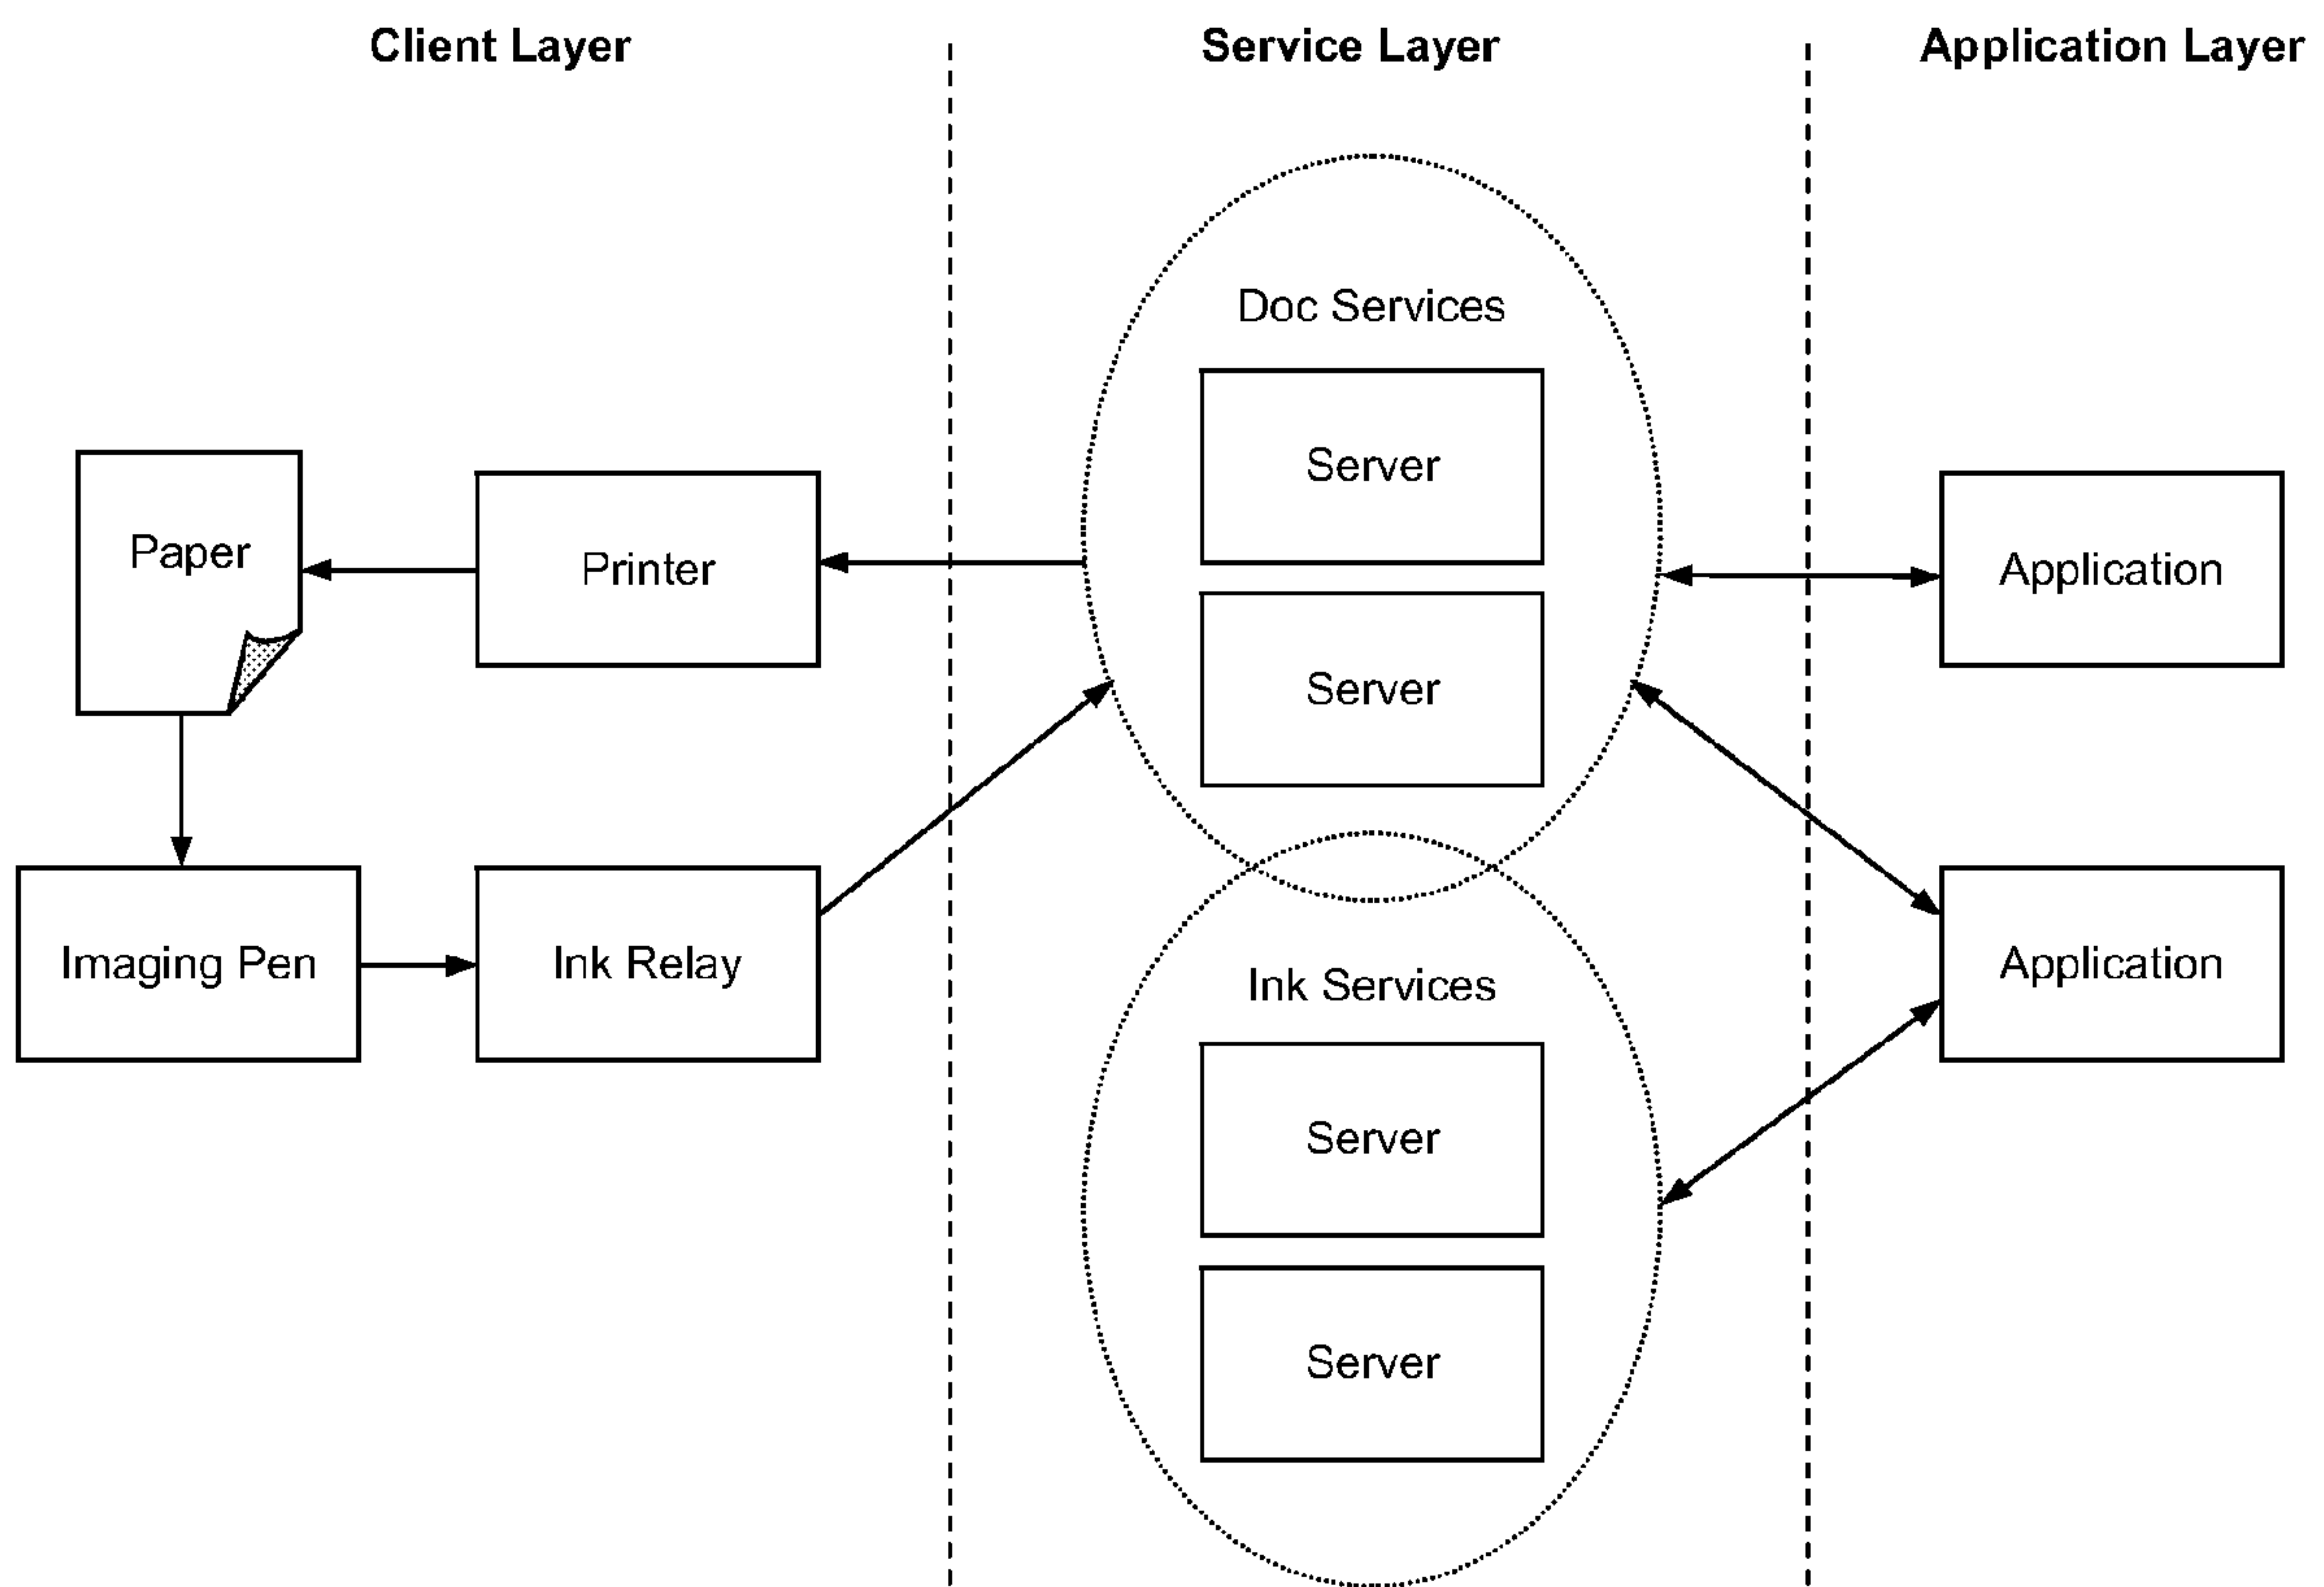 Client Layer
Service Layer
Application Layer
Doc Services
Server
Server
Paper
Printer
Application
Imaging Pen
Ink Relay
Application
Ink Services
Server
Server